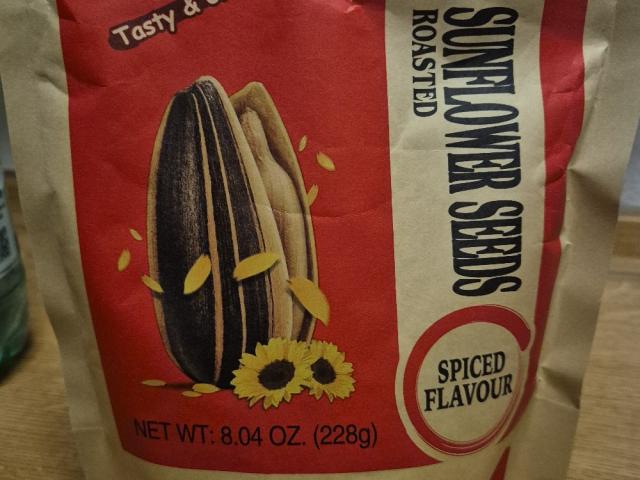 Tasty &
SUNFLOWER SEEDS
ROASTED
SPICED
FLAVOUR
NET WT: 8.04 OZ. (228g)